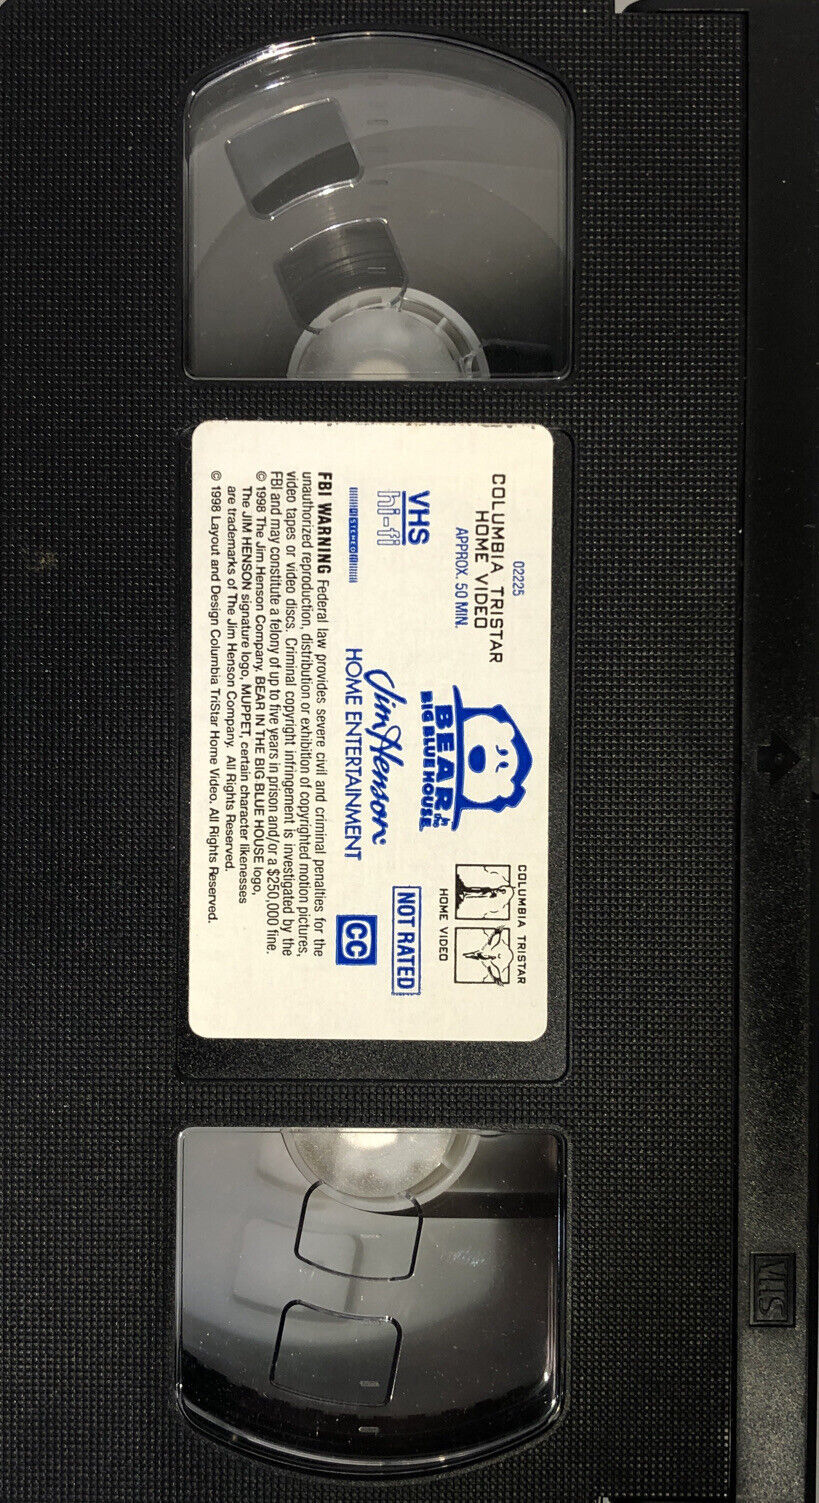 02225
COLUMBIA TRISTAR
HOME VIDEO
APPROX. 50 MIN.
BEAR in the
BIG BLUE HOUSE
COLUMBIA TRISTAR
HOME VIDEO
VHS
hi-fi
STEREO
Jim Henson
HOME ENTERTAINMENT
NOT RATED
CC
FBI WARNING Federal law provides severe civil and criminal penalties for the
unauthorized reproduction, distribution or exhibition of copyrighted motion pictures,
video tapes or video discs. Criminal copyright infringement is investigated by the
FBI and may constitute a felony of up to five years in prison and/or a $250,000 fine.
© 1998 The Jim Henson Company. BEAR IN THE BIG BLUE HOUSE logo,
The JIM HENSON signature logo, MUPPET, certain character likenesses
are trademarks of The Jim Henson Company. All Rights Reserved.
© 1998 Layout and Design Columbia TriStar Home Video. All Rights Reserved.
VHS